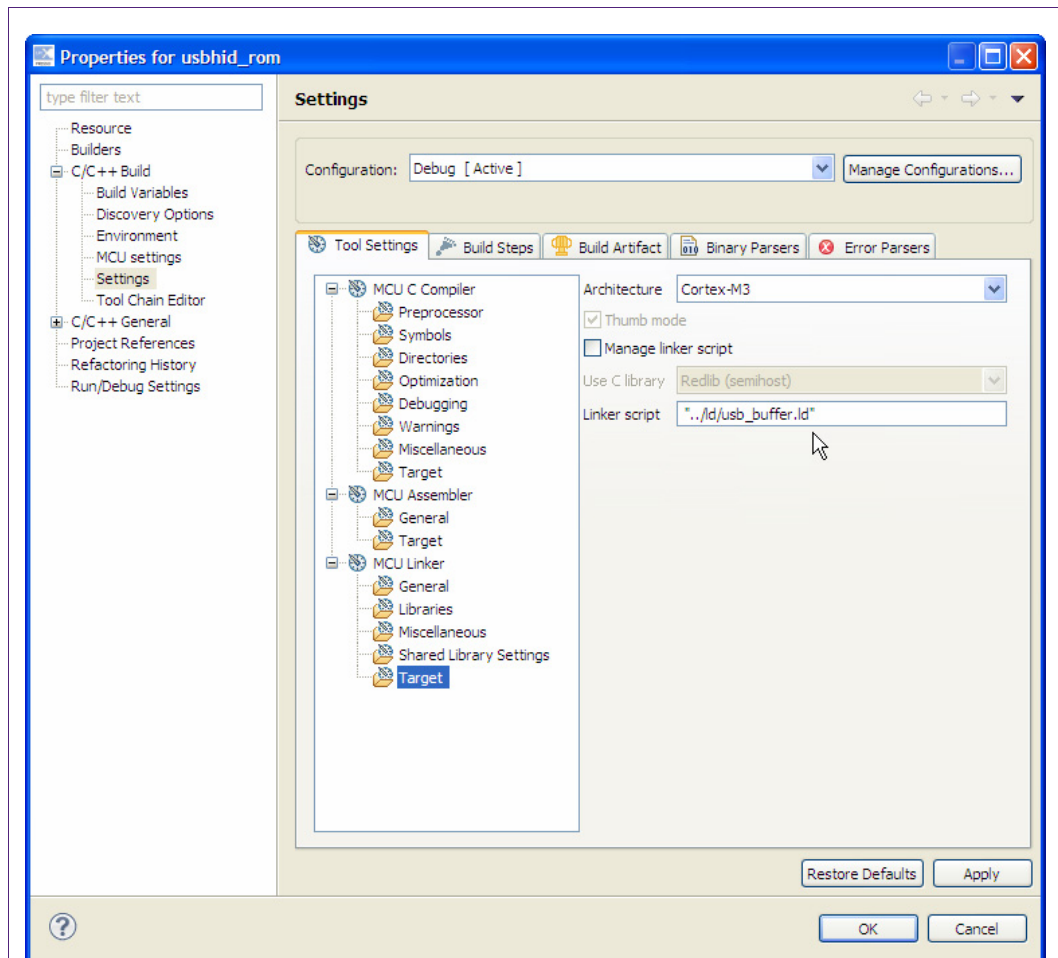 Properties for usbhid_rom
type filter text
Resource
Builders
C/C++ Build
Build Variables
Discovery Options
Environment
MCU settings
Settings
Tool Chain Editor
C/C++ General
Project References
Refactoring History
Run/Debug Settings
Settings
Configuration: Debug [ Active ] Manage Configurations...
Tool Settings Build Steps Build Artifact Binary Parsers Error Parsers
MCU C Compiler
Preprocessor
Symbols
Directories
Optimization
Debugging
Warnings
Miscellaneous
Target
MCU Assembler
General
Target
MCU Linker
General
Libraries
Miscellaneous
Shared Library Settings
Target
Architecture Cortex-M3
Thumb mode
Manage linker script
Use C library Redlib (semihost)
Linker script "../ld/usb_buffer.ld"
Restore Defaults Apply
OK Cancel